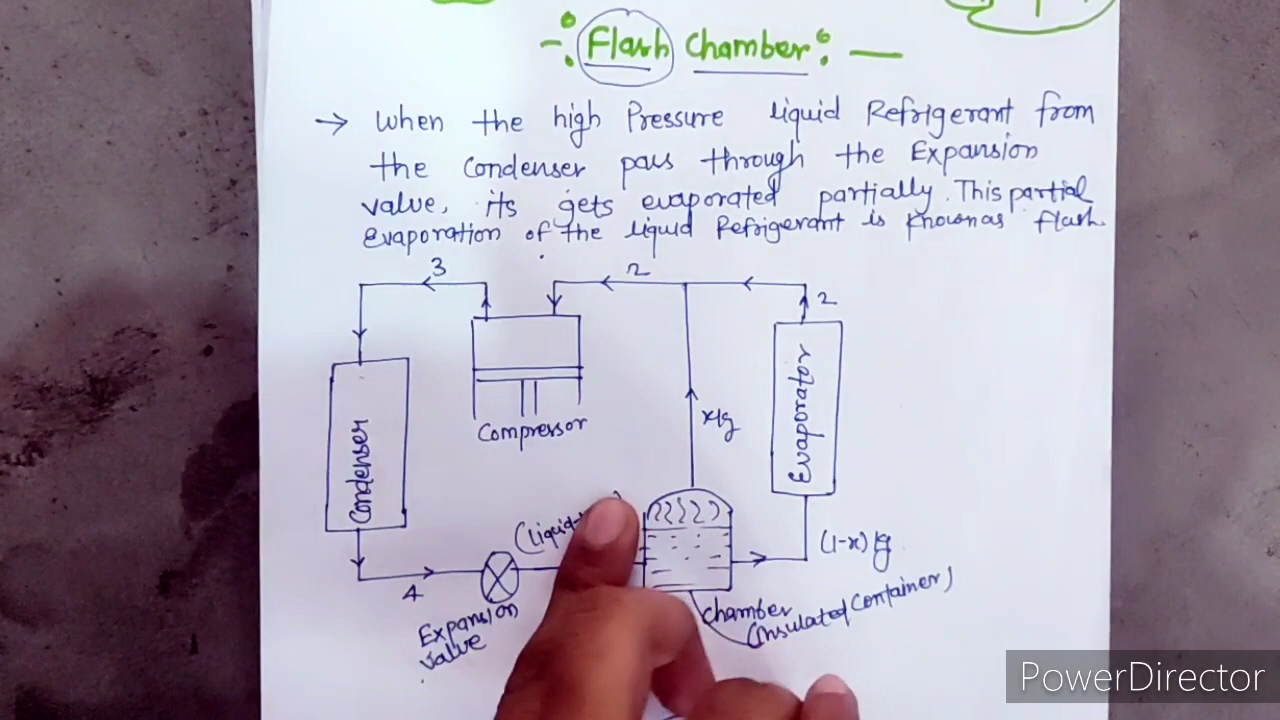 -: Flash Chamber: —
→ When the high Pressure liquid Refrigerant from
the Condenser pass through the Expansion
valve, its gets evaporated partially. This partial
Evaporation of the liquid Refrigerant is known as flash.
3
2
2
Condenser
Compressor
x kg
Evaporator
(liquid
(1-x) kg
4
Expansion
valve
Chamber
(Insulated Container)
PowerDirector